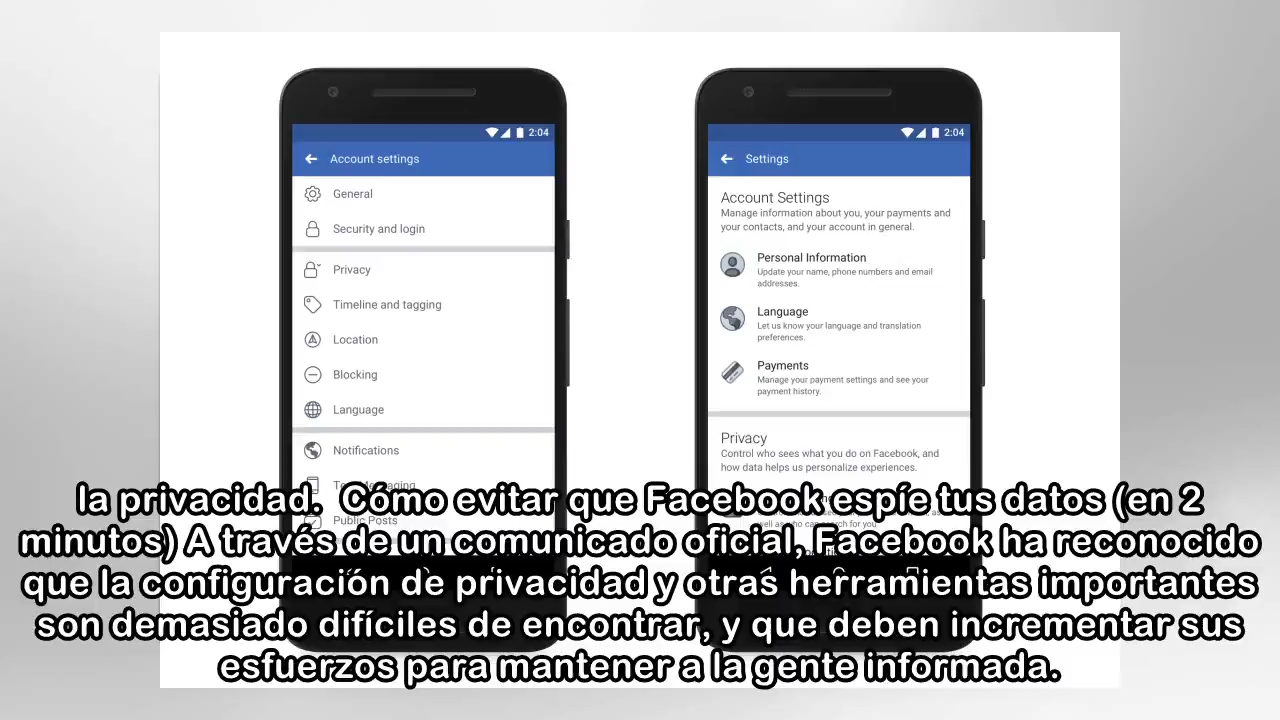 2:04
Account settings
General
Security and login
Privacy
Timeline and tagging
Location
Blocking
Language
Notifications
Public Posts
2:04
Settings
Account Settings
Manage information about you, your payments and
your contacts, and your account in general.
Personal Information
Update your name, phone numbers and email
addresses.
Language
Let us know your language and translation
preferences.
Payments
Manage your payment settings and see your
payment history.
Privacy
Control who sees what you do on Facebook, and
how data helps us personalize experiences.
la privacidad. Cómo evitar que Facebook espíe tus datos (en 2
minutos) A través de un comunicado oficial, Facebook ha reconocido
que la configuración de privacidad y otras herramientas importantes
son demasiado difíciles de encontrar, y que deben incrementar sus
esfuerzos para mantener a la gente informada.